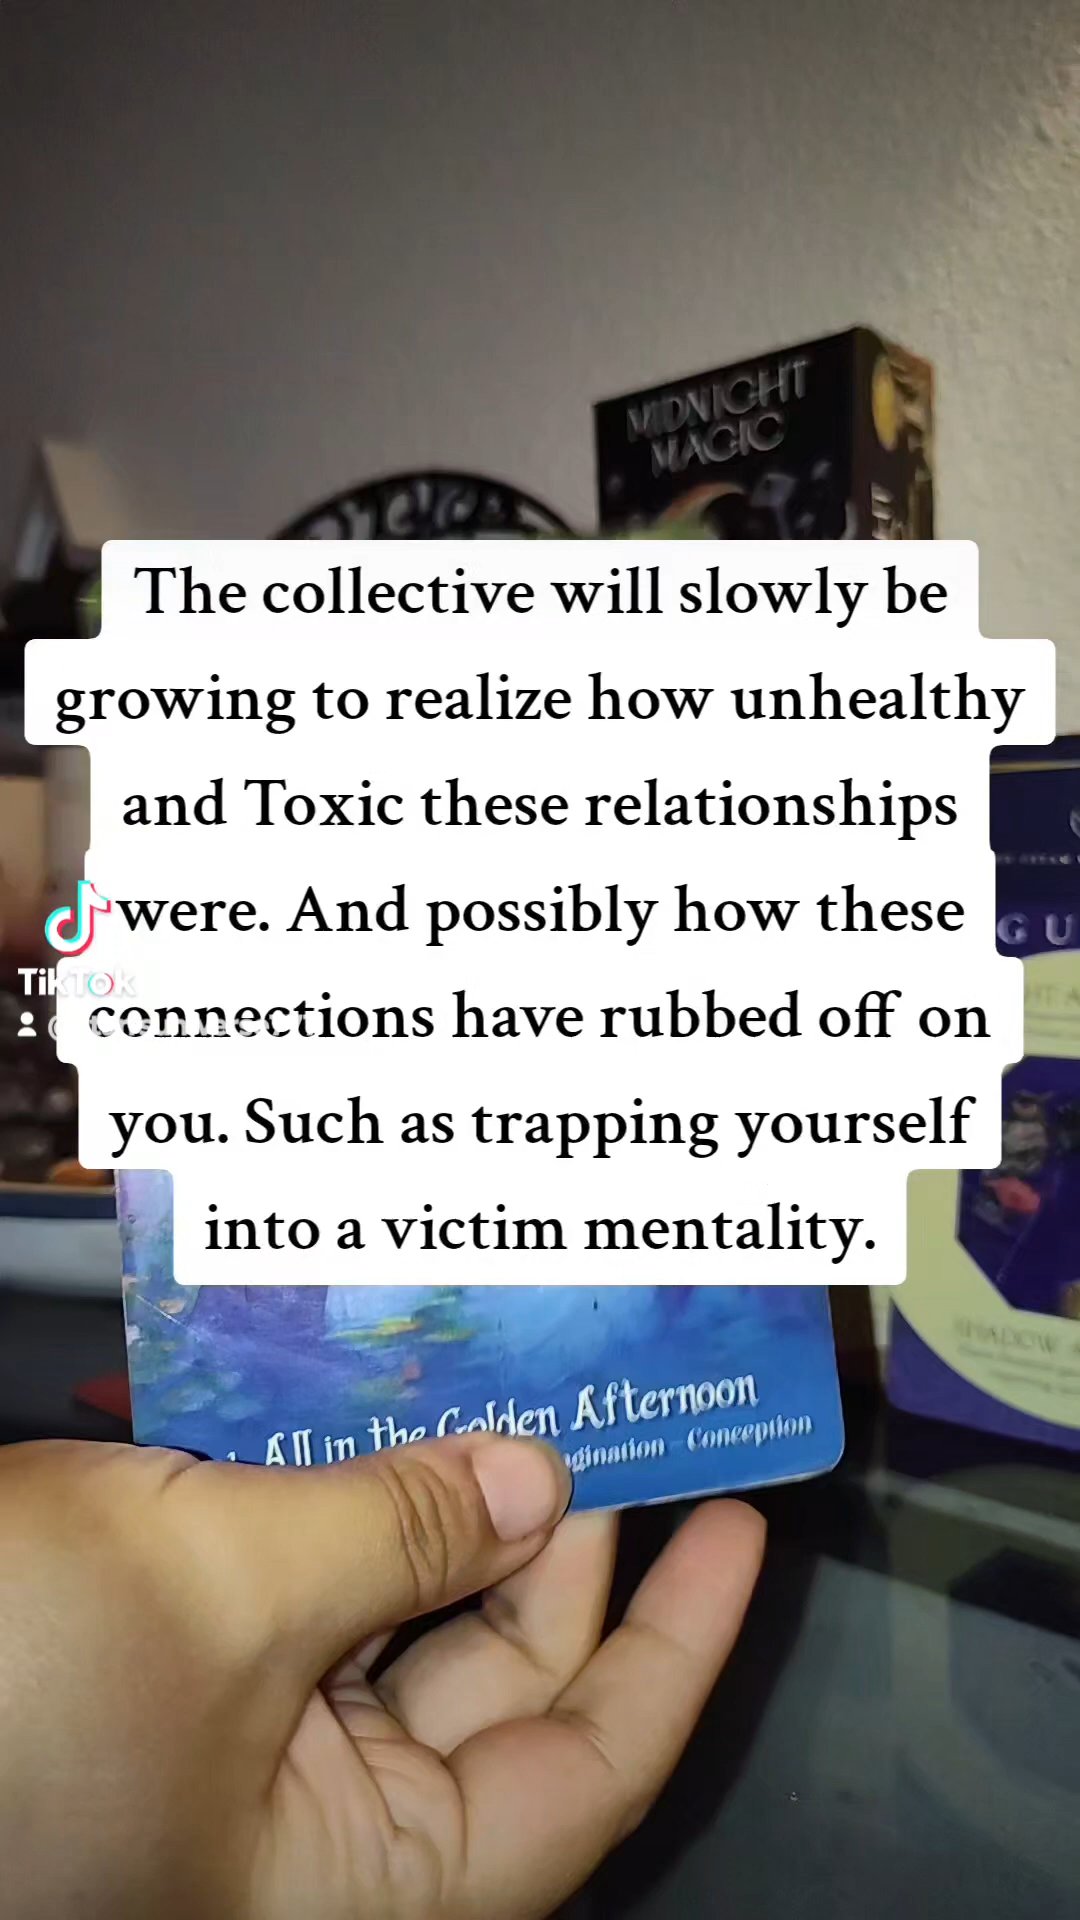 MIDNIGHT
MAGIC
The collective will slowly be
growing to realize how unhealthy
and Toxic these relationships
were. And possibly how these
connections have rubbed off on
you. Such as trapping yourself
into a victim mentality.
TikTok
GU
SHADOW
All in the Golden Afternoon
Conception